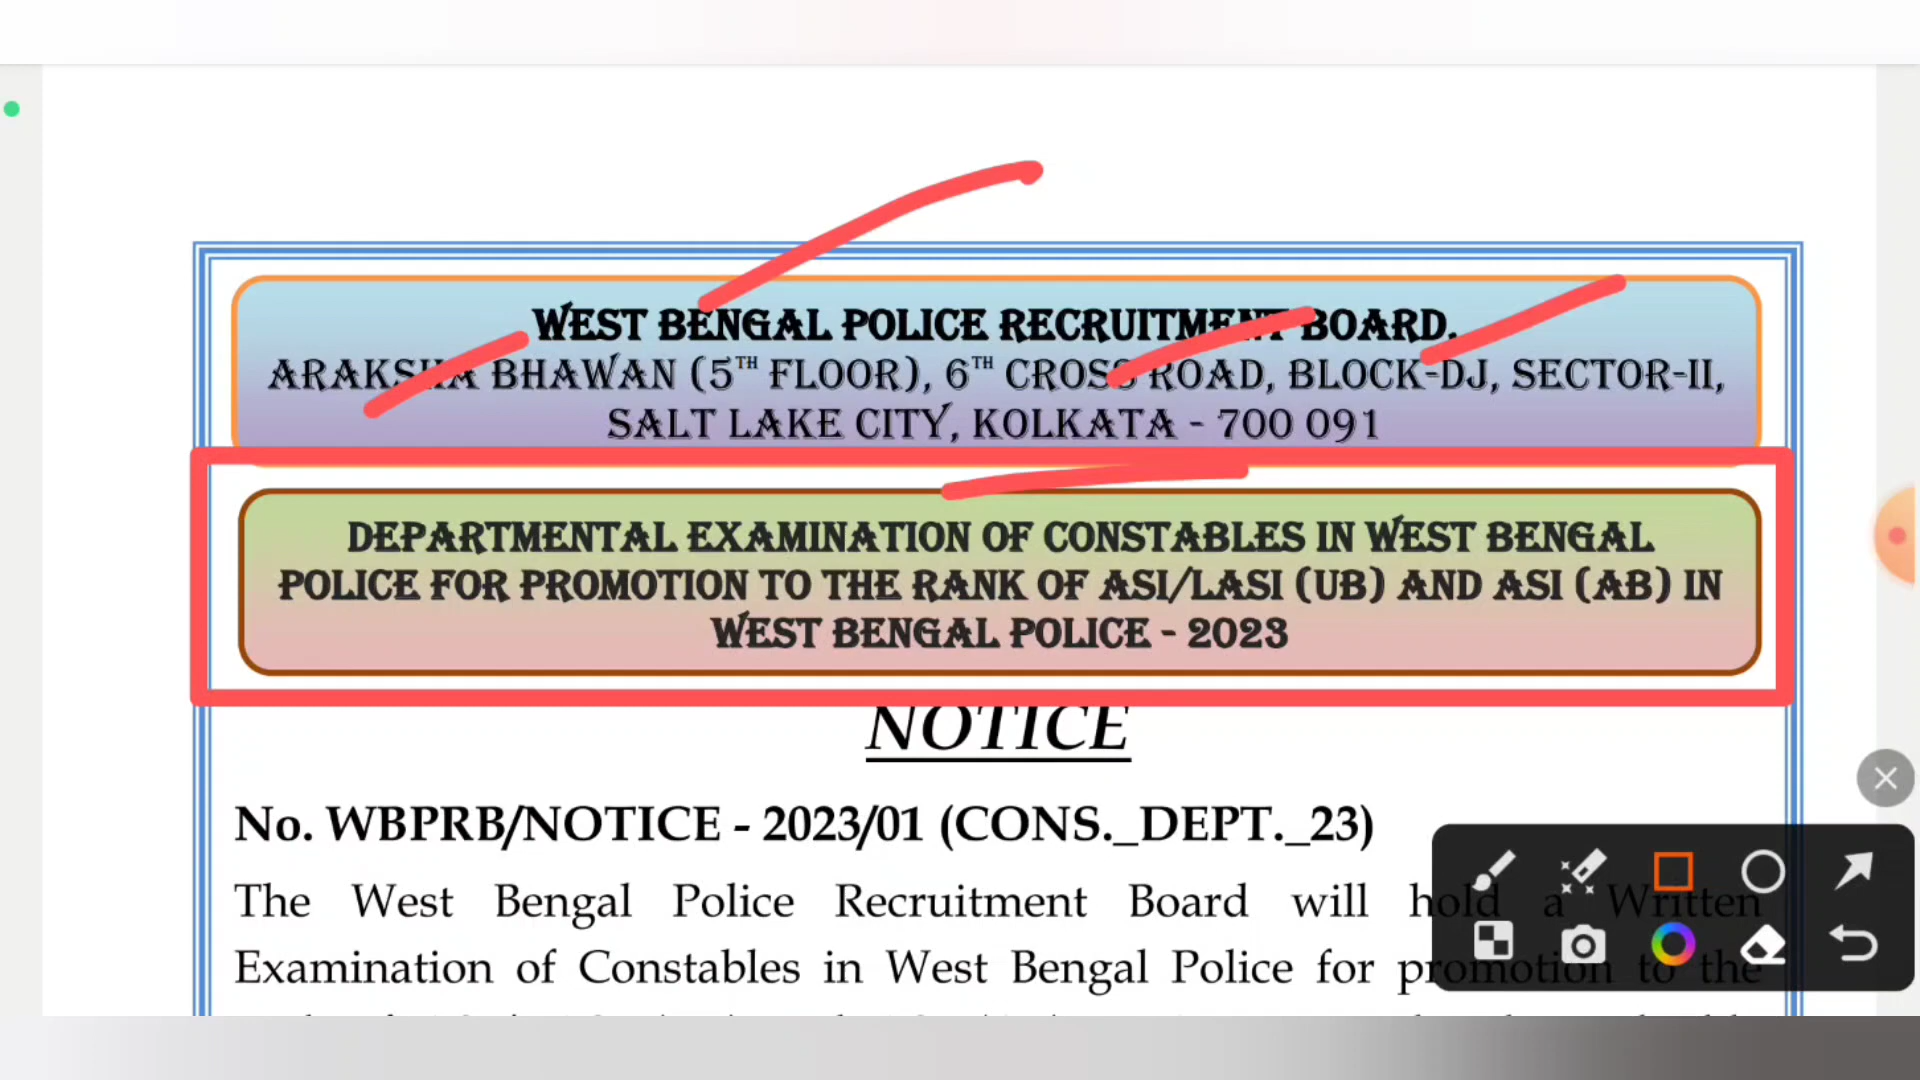 WEST BENGAL POLICE RECRUITMENT BOARD.
ARAKSHA BHAWAN (5TH FLOOR), 6TH CROSS ROAD, BLOCK-DJ, SECTOR-II,
SALT LAKE CITY, KOLKATA - 700 091
DEPARTMENTAL EXAMINATION OF CONSTABLES IN WEST BENGAL
POLICE FOR PROMOTION TO THE RANK OF ASI/LASI (UB) AND ASI (AB) IN
WEST BENGAL POLICE - 2023
NOTICE
No. WBPRB/NOTICE - 2023/01 (CONS._DEPT._23)
The West Bengal Police Recruitment Board will hold a Written
Examination of Constables in West Bengal Police for promotion to the